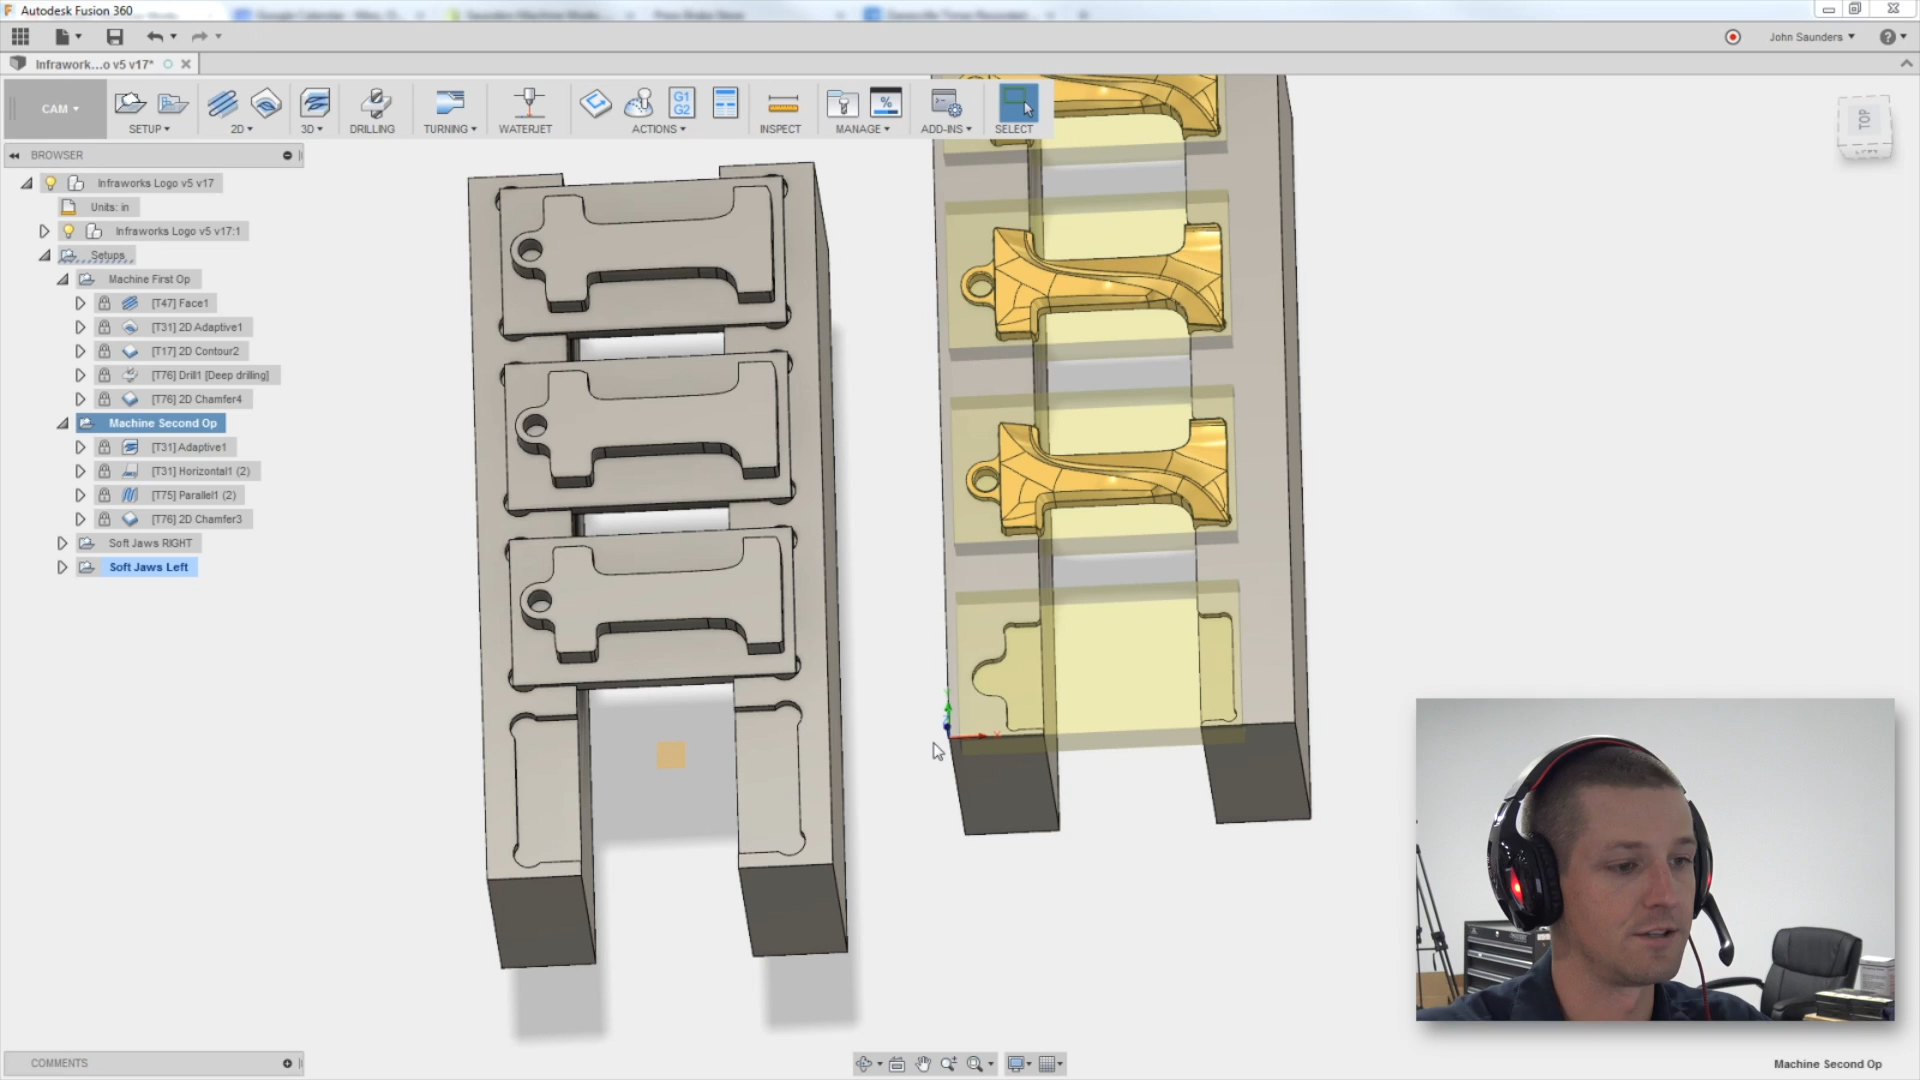 Autodesk Fusion 360
John Saunders
Infrawork...o v5 v17*
CAM
SETUP
2D
3D
DRILLING
TURNING
WATERJET
G1
G2
ACTIONS
INSPECT
%
MANAGE
ADD-INS
SELECT
TOP
BROWSER
Infraworks Logo v5 v17
Units: in
Infraworks Logo v5 v17:1
Setups
Machine First Op
[T47] Face1
[T31] 2D Adaptive1
[T17] 2D Contour2
[T76] Drill1 [Deep drilling]
[T76] 2D Chamfer4
Machine Second Op
[T31] Adaptive1
[T31] Horizontal1 (2)
[T75] Parallel1 (2)
[T76] 2D Chamfer3
Soft Jaws RIGHT
Soft Jaws Left
X
COMMENTS
Machine Second Op